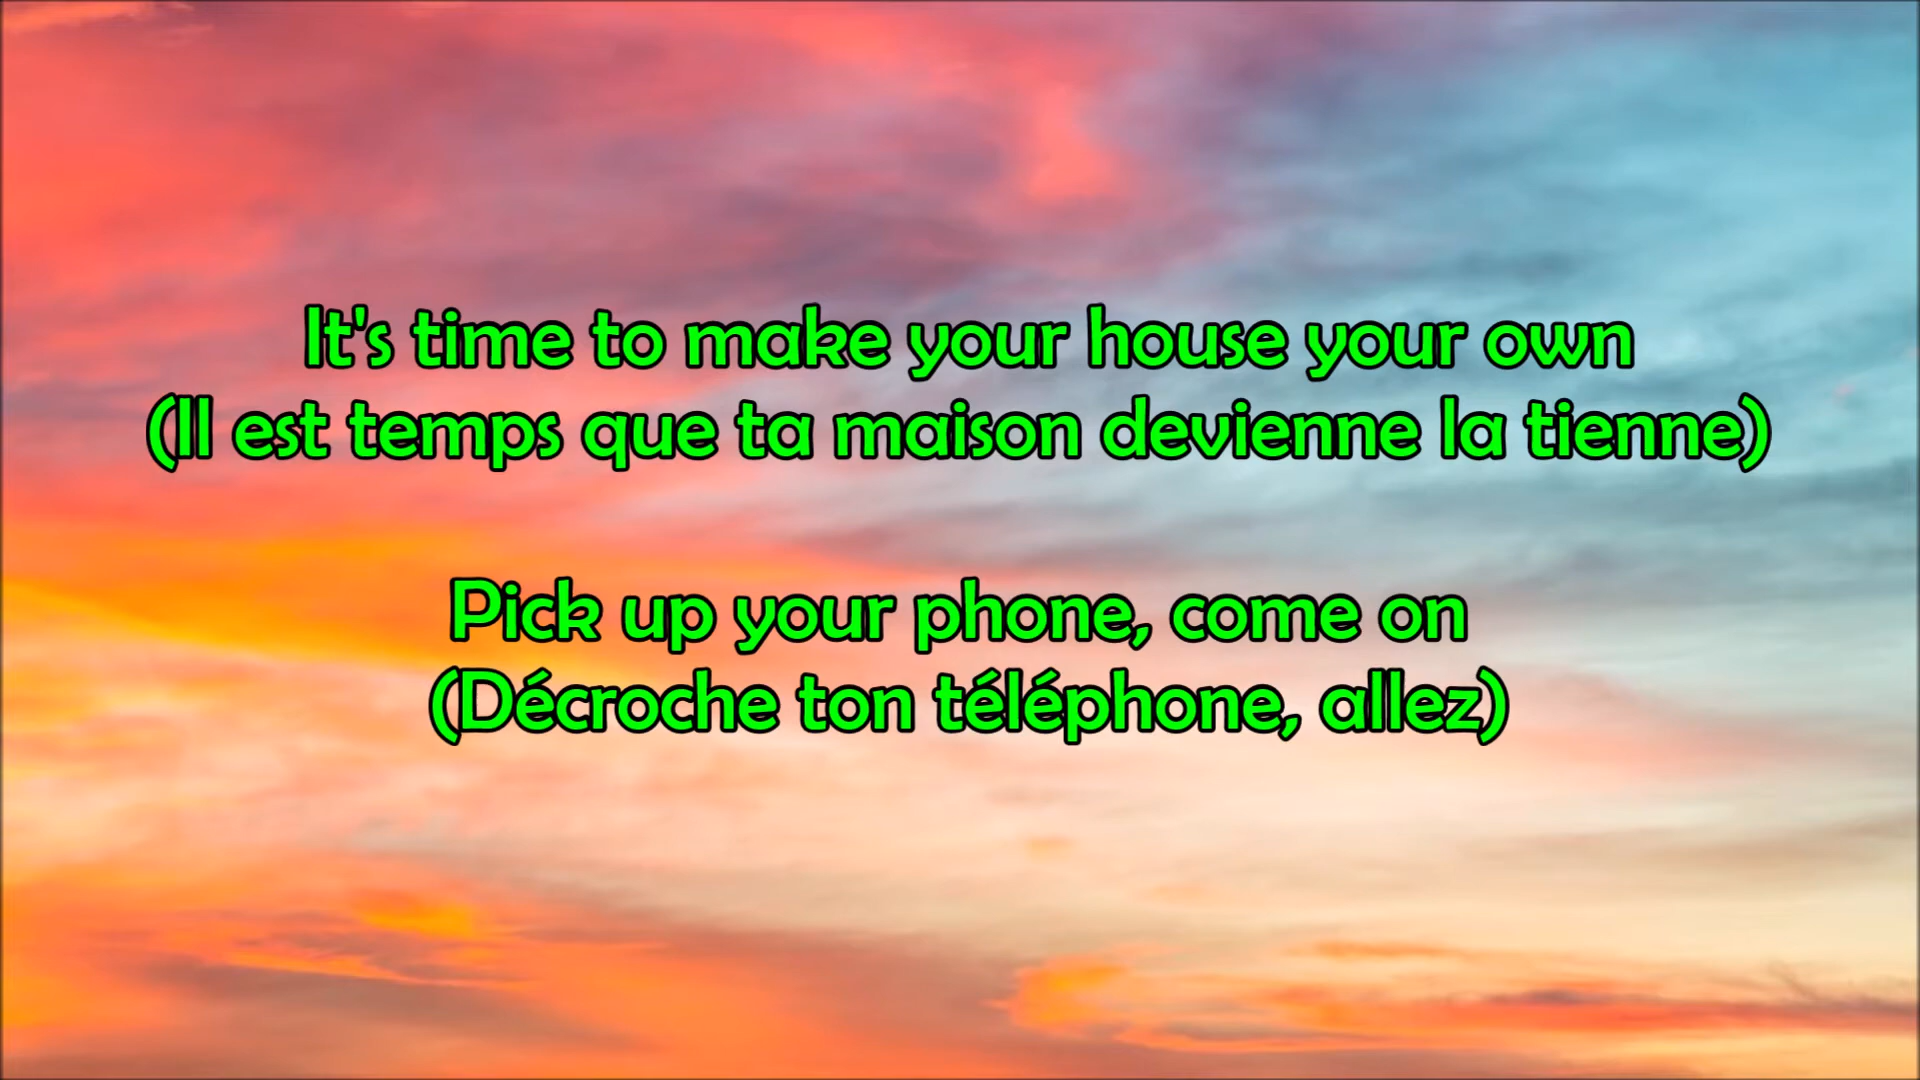 It's time to make your house your own
(Il est temps que ta maison devienne la tienne)
Pick up your phone, come on
(Décroche ton téléphone, allez)